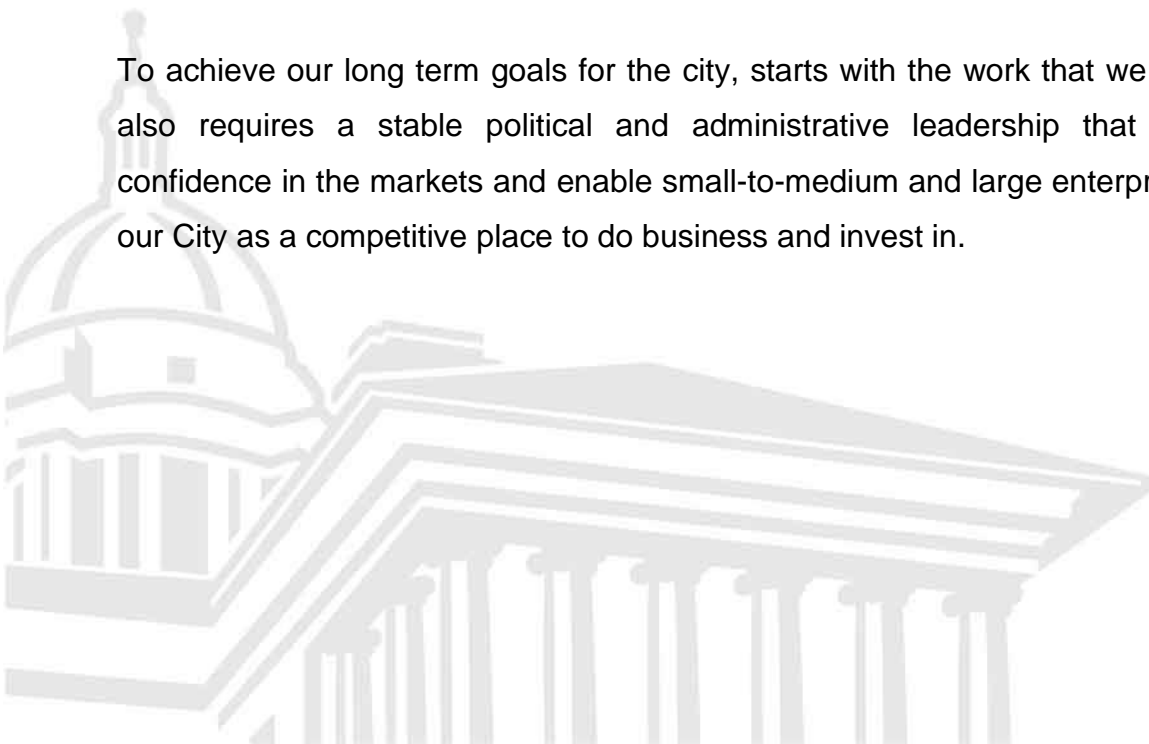 To achieve our long term goals for the city, starts with the work that we
also requires a stable political and administrative leadership that
confidence in the markets and enable small-to-medium and large
our City as a competitive place to do business and invest in.